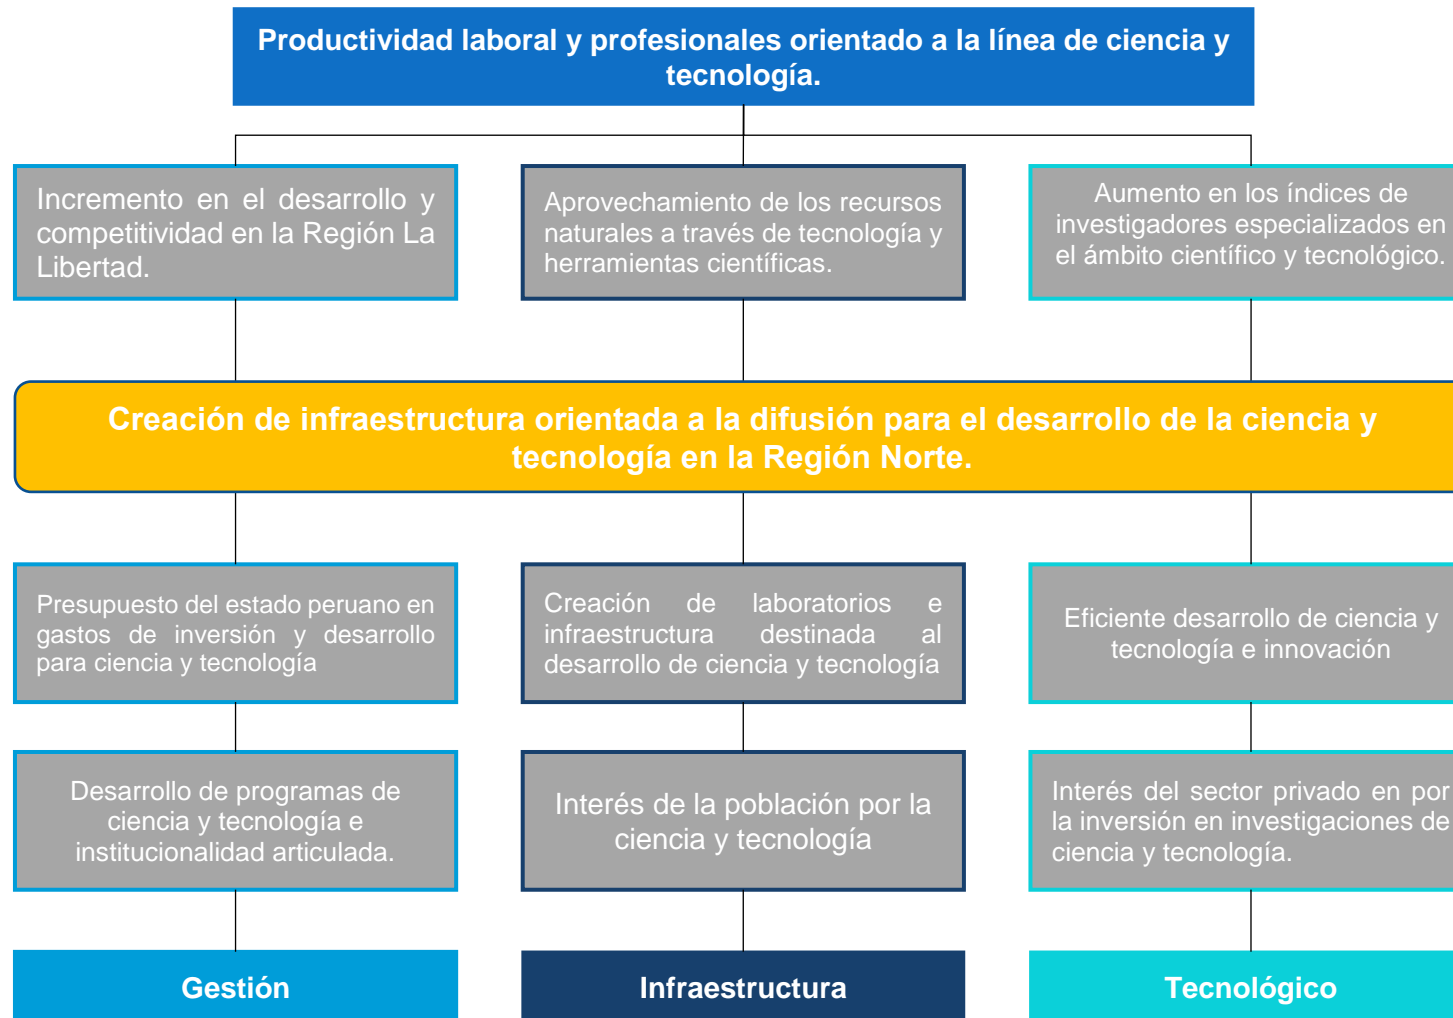 Productividad laboral y profesionales orientado a la línea de ciencia y
tecnología.
Incremento en el desarrollo y
competitividad en la Región La
Libertad.
Aprovechamiento de los recursos
naturales a través de tecnología y
herramientas científicas.
Aumento en los índices de
investigadores especializados en
el ámbito científico y tecnológico.
Creación de infraestructura orientada a la difusión para el desarrollo de la ciencia y
tecnología en la Región Norte.
Presupuesto del estado peruano en
gastos de inversión y desarrollo
para ciencia y tecnología
Creación de laboratorios e
infraestructura destinada al
desarrollo de ciencia y tecnología
Eficiente desarrollo de ciencia y
tecnología e innovación
Desarrollo de programas de
ciencia y tecnología e
institucionalidad articulada.
Interés de la población por la
ciencia y tecnología
Interés del sector privado en por
la inversión en investigaciones de
ciencia y tecnología.
Gestión
Infraestructura
Tecnológico